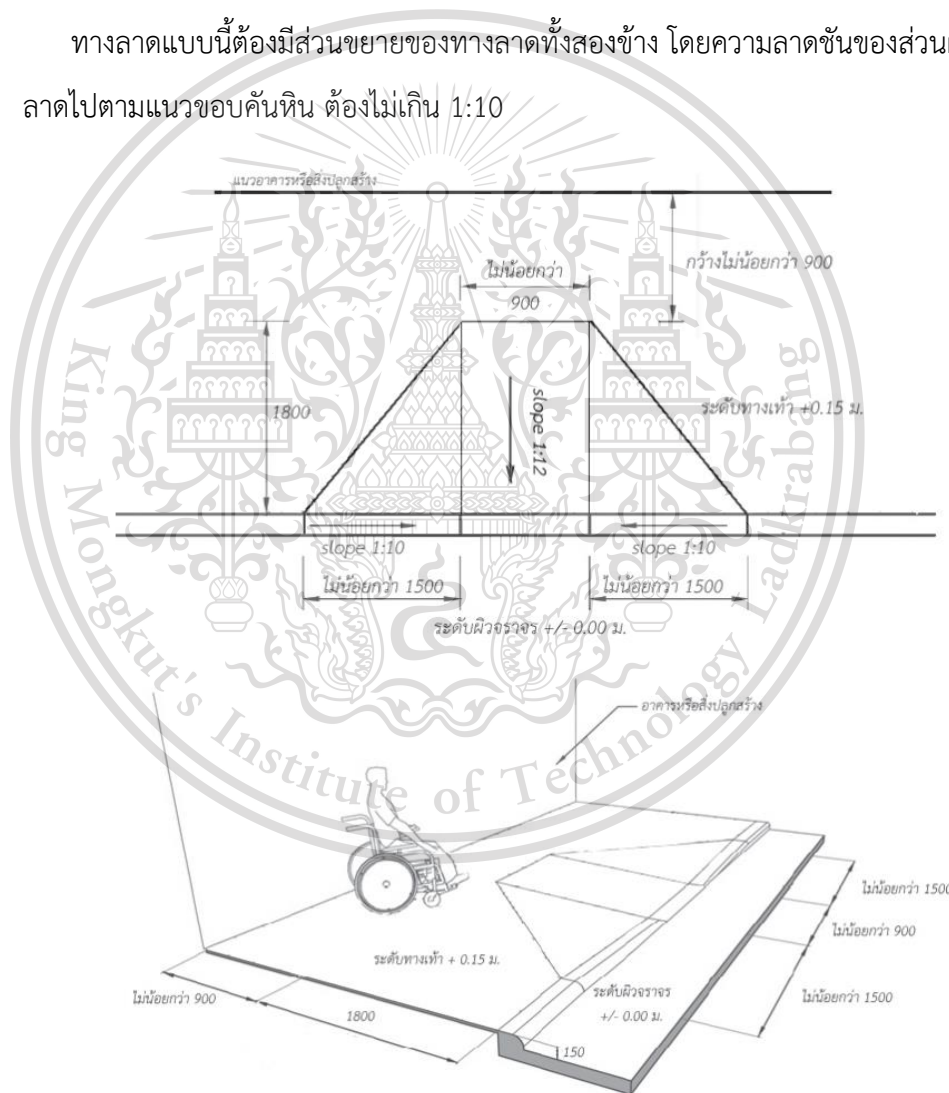 ทางลาดแบบนี้ต้องมีส่วนขยายของทางลาดทั้งสองข้าง โดยความลาดชันของส่วน
ลาดไปตามแนวขอบคันหิน ต้องไม่เกิน 1:10
แนวอาคารหรือสิ่งปลูกสร้าง
กว้างไม่น้อยกว่า 900
ไม่น้อยกว่า
900
1800
slope 1:12
ระดับทางเท้า +0.15 ม.
slope 1:10
slope 1:10
ไม่น้อยกว่า 1500
ไม่น้อยกว่า 1500
ระดับผิวจราจร +/- 0.00 ม.
King Mongkut's Institute of Technology Ladkrabang
อาคารหรือสิ่งปลูกสร้าง
ไม่น้อยกว่า 1500
ไม่น้อยกว่า 900
ไม่น้อยกว่า 1500
ระดับทางเท้า + 0.15 ม.
ระดับผิวจราจร
+/- 0.00 ม.
ไม่น้อยกว่า 900
1800
150